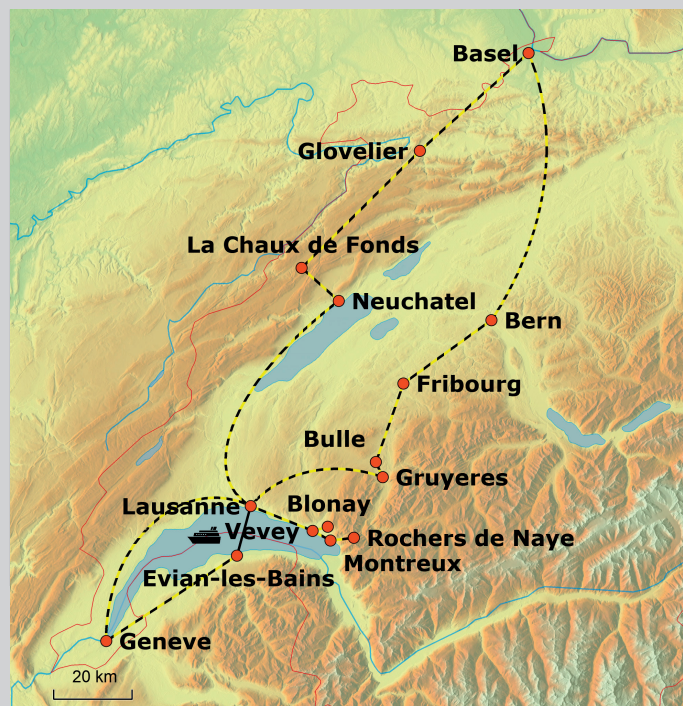 Basel
Glovelier
La Chaux de Fonds
Neuchatel
Bern
Fribourg
Bulle
Gruyeres
Lausanne
Blonay
Vevey
Rochers de Naye
Montreux
Evian-les-Bains
Geneve
20 km